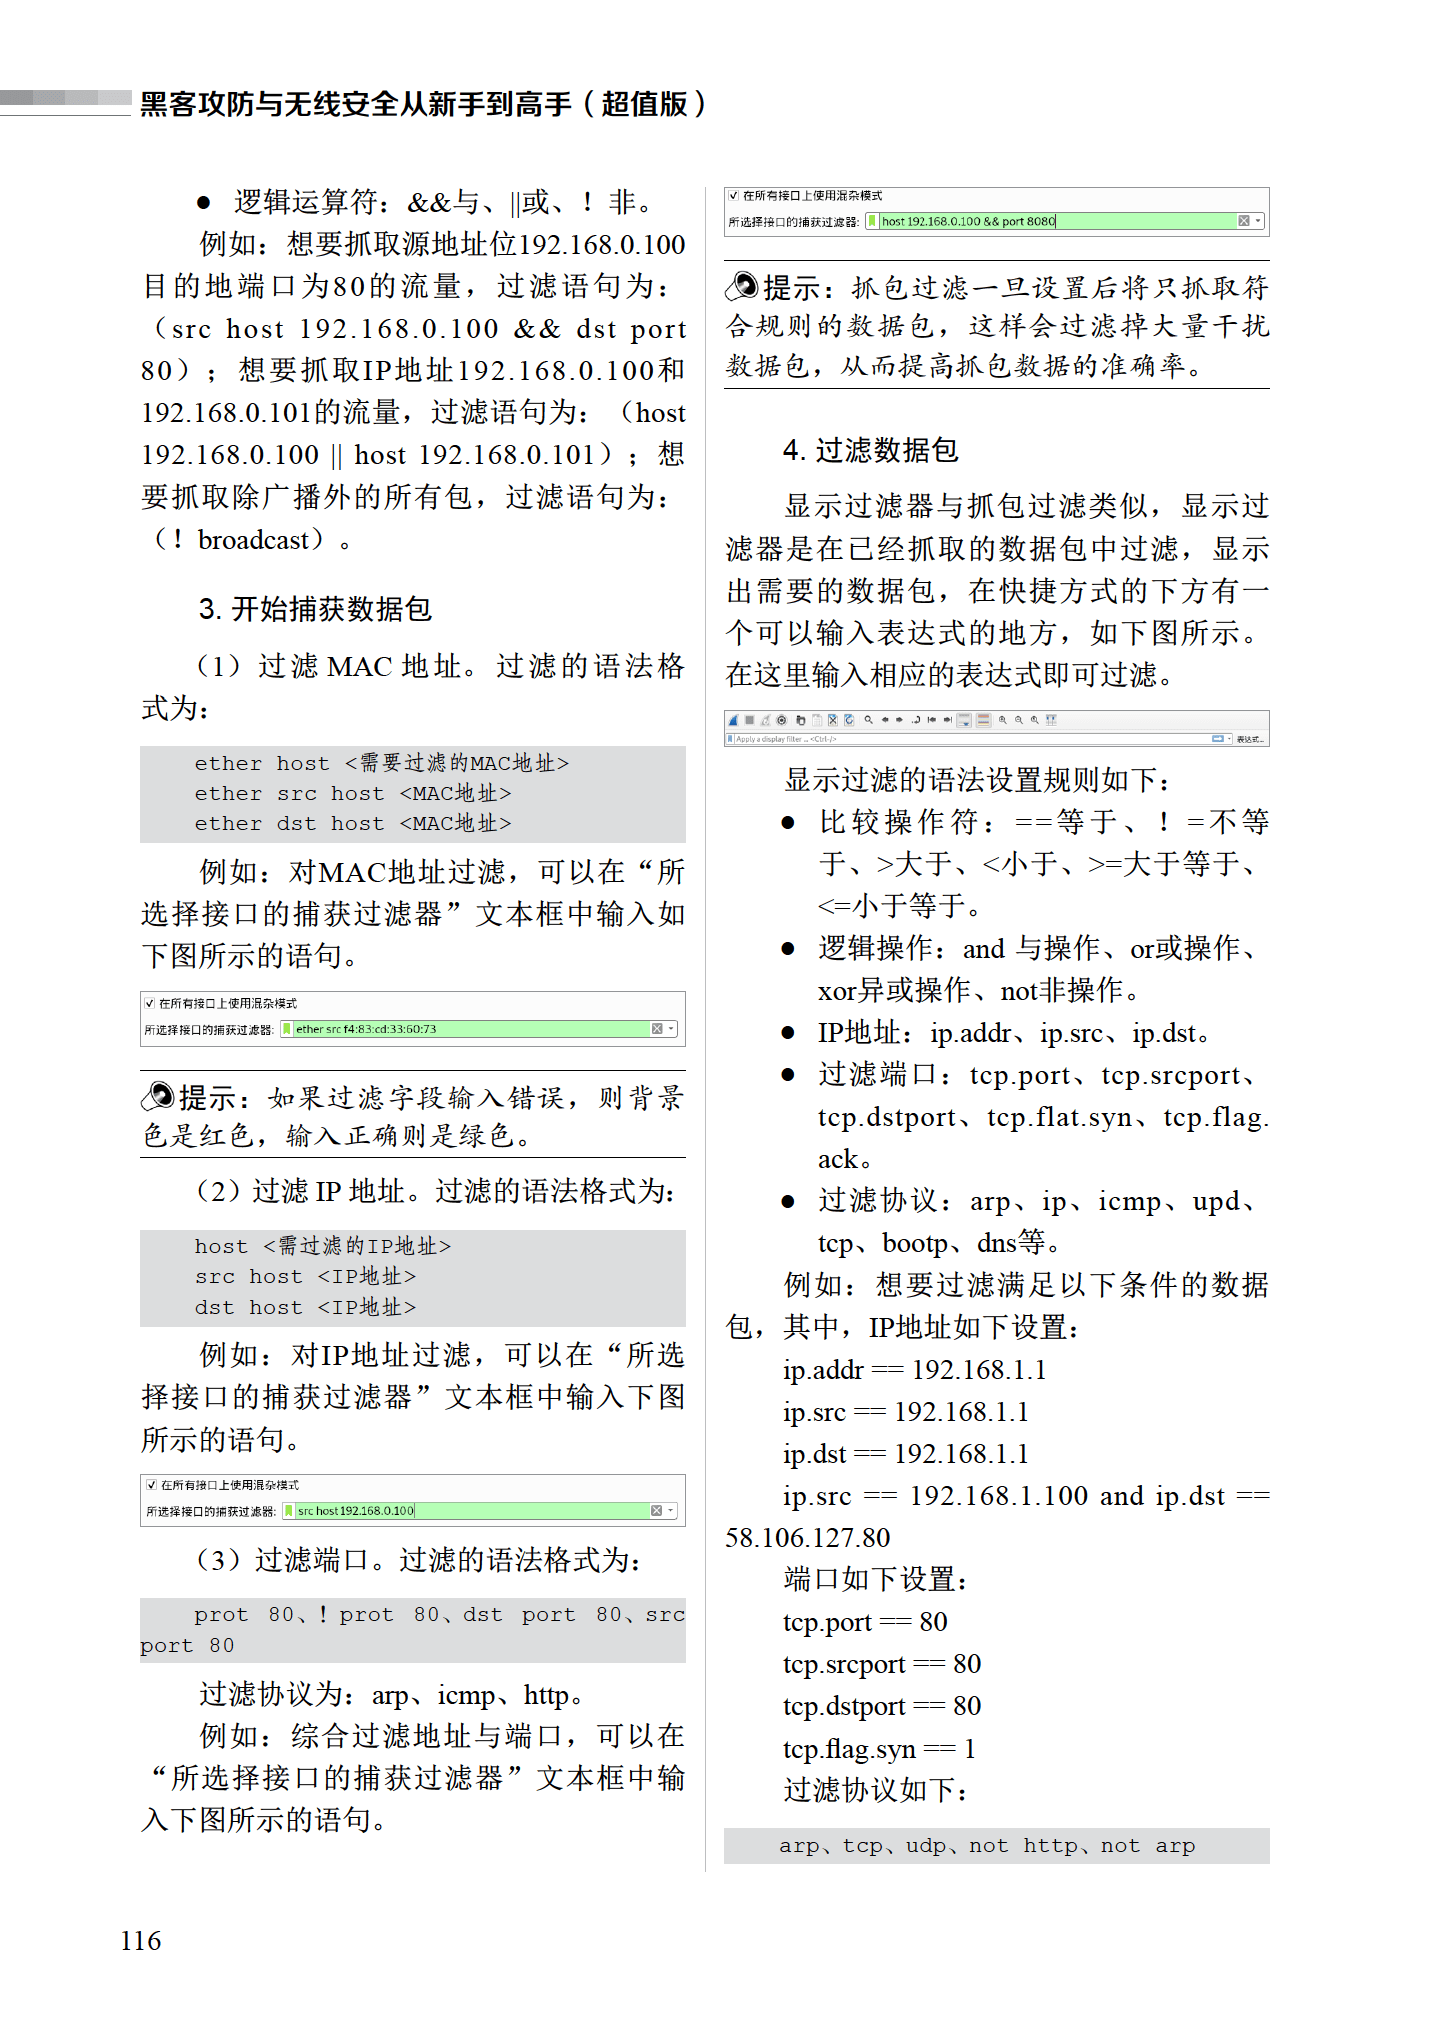 黑客攻防与无线安全从新手到高手（超值版）
● 逻辑运算符：&&与、||或、！非。
例如：想要抓取源地址位192.168.0.100
目的地端口为80的流量，过滤语句为：
（src host 192.168.0.100 && dst port
80）；想要抓取IP地址192.168.0.100和
192.168.0.101的流量，过滤语句为：（host
192.168.0.100 || host 192.168.0.101）；想
要抓取除广播外的所有包，过滤语句为：
（！broadcast）。
3. 开始捕获数据包
（1）过滤 MAC 地址。过滤的语法格
式为：
ether host <需要过滤的MAC地址>
ether src host <MAC地址>
ether dst host <MAC地址>
例如：对MAC地址过滤，可以在“所
选择接口的捕获过滤器”文本框中输入如
下图所示的语句。
在所有接口上使用混杂模式
所选择接口的捕获过滤器: ether src f4:83:cd:33:60:73
提示：如果过滤字段输入错误，则背景
色是红色，输入正确则是绿色。
（2）过滤 IP 地址。过滤的语法格式为：
host <需过滤的IP地址>
src host <IP地址>
dst host <IP地址>
例如：对IP地址过滤，可以在“所选
择接口的捕获过滤器”文本框中输入下图
所示的语句。
在所有接口上使用混杂模式
所选择接口的捕获过滤器: src host 192.168.0.100
（3）过滤端口。过滤的语法格式为：
prot 80、！prot 80、dst port 80、src
port 80
过滤协议为：arp、icmp、http。
例如：综合过滤地址与端口，可以在
“所选择接口的捕获过滤器”文本框中输
入下图所示的语句。
在所有接口上使用混杂模式
所选择接口的捕获过滤器: host 192.168.0.100 && port 8080
提示：抓包过滤一旦设置后将只抓取符
合规则的数据包，这样会过滤掉大量干扰
数据包，从而提高抓包数据的准确率。
4. 过滤数据包
显示过滤器与抓包过滤类似，显示过
滤器是在已经抓取的数据包中过滤，显示
出需要的数据包，在快捷方式的下方有一
个可以输入表达式的地方，如下图所示。
在这里输入相应的表达式即可过滤。
Apply a display filter ... <Ctrl-/> 表达式…
显示过滤的语法设置规则如下：
● 比较操作符：==等于、！=不等
于、>大于、<小于、>=大于等于、
<=小于等于。
● 逻辑操作：and 与操作、or或操作、
xor异或操作、not非操作。
● IP地址：ip.addr、ip.src、ip.dst。
● 过滤端口：tcp.port、tcp.srcport、
tcp.dstport、tcp.flat.syn、tcp.flag.
ack。
● 过滤协议：arp、ip、icmp、upd、
tcp、bootp、dns等。
例如：想要过滤满足以下条件的数据
包，其中，IP地址如下设置：
ip.addr == 192.168.1.1
ip.src == 192.168.1.1
ip.dst == 192.168.1.1
ip.src == 192.168.1.100 and ip.dst ==
58.106.127.80
端口如下设置：
tcp.port == 80
tcp.srcport == 80
tcp.dstport == 80
tcp.flag.syn == 1
过滤协议如下：
arp、tcp、udp、not http、not arp
116